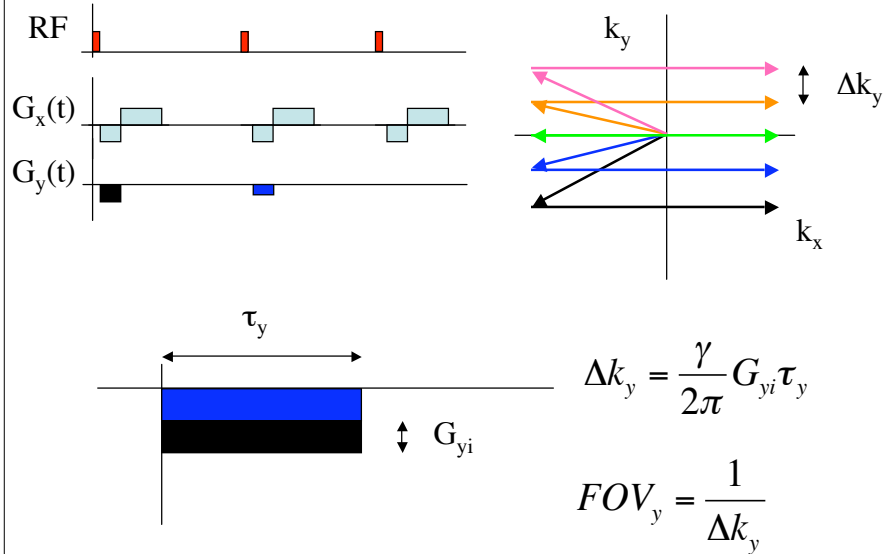 RF
G_x(t)
G_y(t)
k_y
Δk_y
k_x
τ_y
G_yi
Δk_y = γ/2π G_yi τ_y
FOV_y = 1/Δk_y